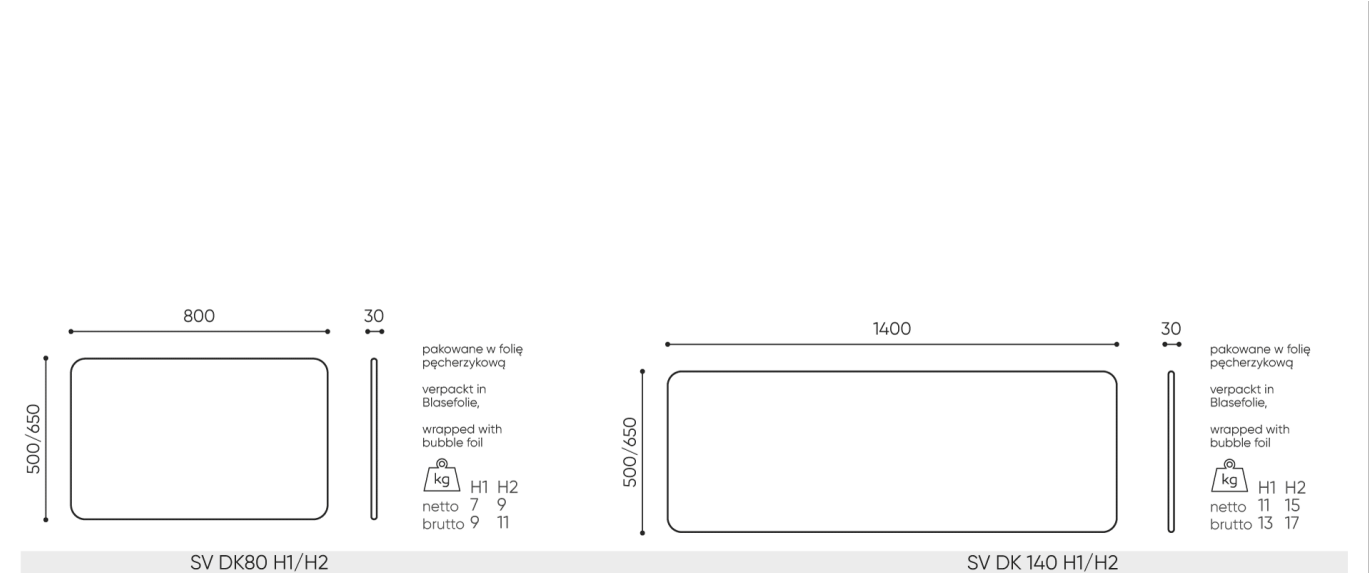 800
30
500/650
pakowane w folię
pęcherzykową
verpackt in
Blasefolie,
wrapped with
bubble foil
kg
H1 H2
netto 7 9
brutto 9 11
SV DK80 H1/H2
1400
30
500/650
pakowane w folię
pęcherzykową
verpackt in
Blasefolie,
wrapped with
bubble foil
kg
H1 H2
netto 11 15
brutto 13 17
SV DK 140 H1/H2